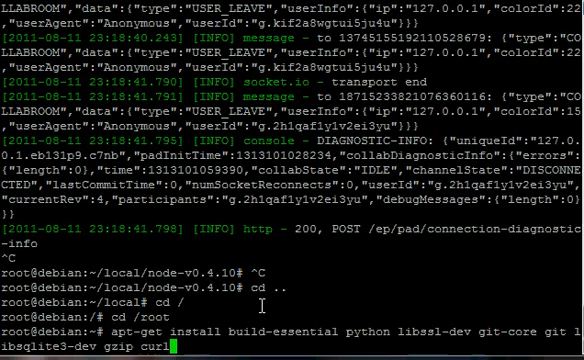 LLABROOM","data":{"type":"USER_LEAVE","userInfo":{"ip":"127.0.0.1","colorId":22
,"userAgent":"Anonymous","userId":"g.kif2a8wgtui5ju4u"}}}
[2011-08-11 23:18:40.243] [INFO] message - to 13745155192110528679: {"type":"CO
LLABROOM","data":{"type":"USER_LEAVE","userInfo":{"ip":"127.0.0.1","colorId":22
,"userAgent":"Anonymous","userId":"g.kif2a8wgtui5ju4u"}}}
[2011-08-11 23:18:41.790] [INFO] socket.io - transport end
[2011-08-11 23:18:41.791] [INFO] message - to 18715233821076360116: {"type":"CO
LLABROOM","data":{"type":"USER_LEAVE","userInfo":{"ip":"127.0.0.1","colorId":15
,"userAgent":"Anonymous","userId":"g.2h1qaf1y1v2ei3yu"}}}
[2011-08-11 23:18:41.795] [INFO] console - DIAGNOSTIC-INFO: {"uniqueId":"127.0.
0.1.eb131p9.c7nb","padInitTime":1313101028234,"collabDiagnosticInfo":{"errors":
{"length":0},"time":1313101059390,"collabState":"IDLE","channelState":"DISCONNE
CTED","lastCommitTime":0,"numSocketReconnects":0,"userId":"g.2h1qaf1y1v2ei3yu",
"currentRev":4,"participants":"g.2h1qaf1y1v2ei3yu","debugMessages":{"length":0}
}}
[2011-08-11 23:18:41.798] [INFO] http - 200, POST /ep/pad/connection-diagnostic
-info
^C
root@debian:~/local/node-v0.4.10# ^C
root@debian:~/local/node-v0.4.10# cd ..
root@debian:~/local# cd /
root@debian:/# cd /root
root@debian:~# apt-get install build-essential python libssl-dev git-core git l
ibsqlite3-dev gzip curl